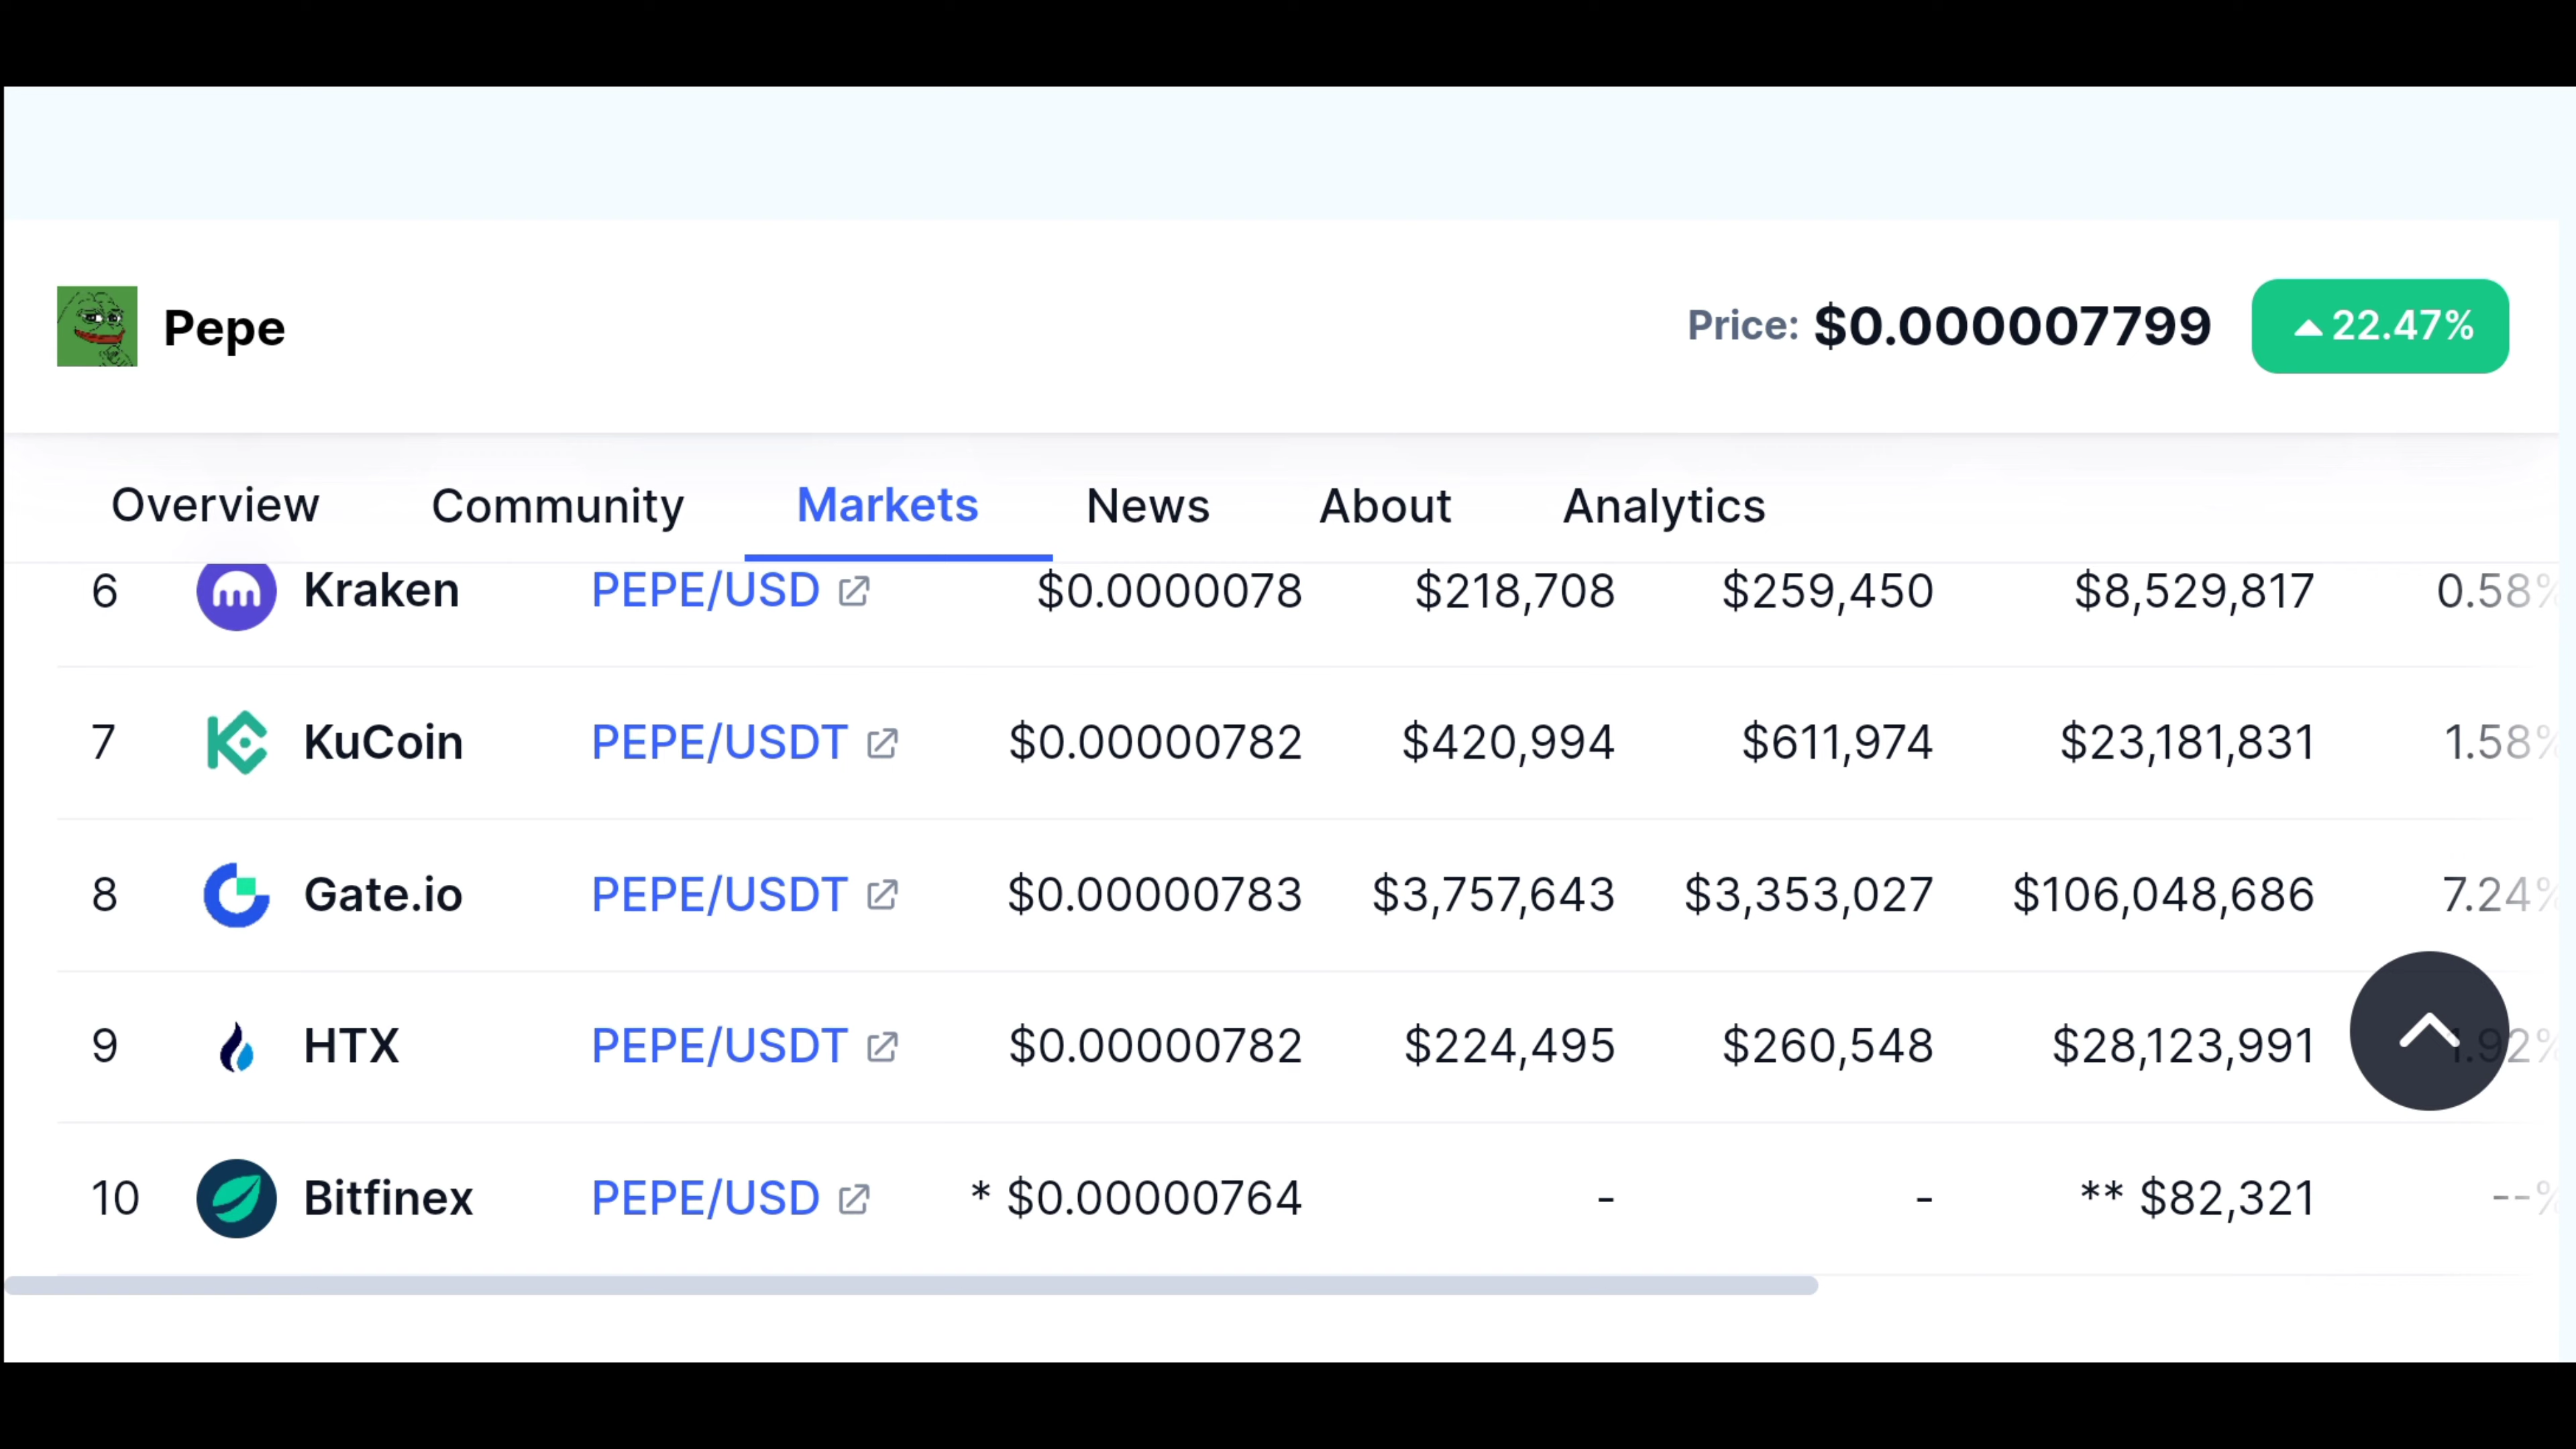 Pepe Price: $0.000007799 22.47%
Overview Community Markets News About Analytics
6 Kraken PEPE/USD $0.0000078 $218,708 $259,450 $8,529,817 0.58%
7 KuCoin PEPE/USDT $0.00000782 $420,994 $611,974 $23,181,831 1.58%
8 Gate.io PEPE/USDT $0.00000783 $3,757,643 $3,353,027 $106,048,686 7.24%
9 HTX PEPE/USDT $0.00000782 $224,495 $260,548 $28,123,991 1.92%
10 Bitfinex PEPE/USD * $0.00000764 - - ** $82,321 --%